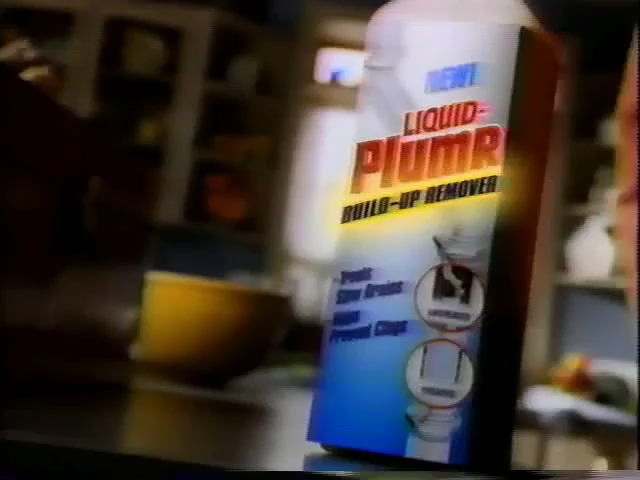 NEW!
LIQUID-
PlumR
BUILD-UP REMOVER
Treats
Slow Drains
Helps
Prevent Clogs